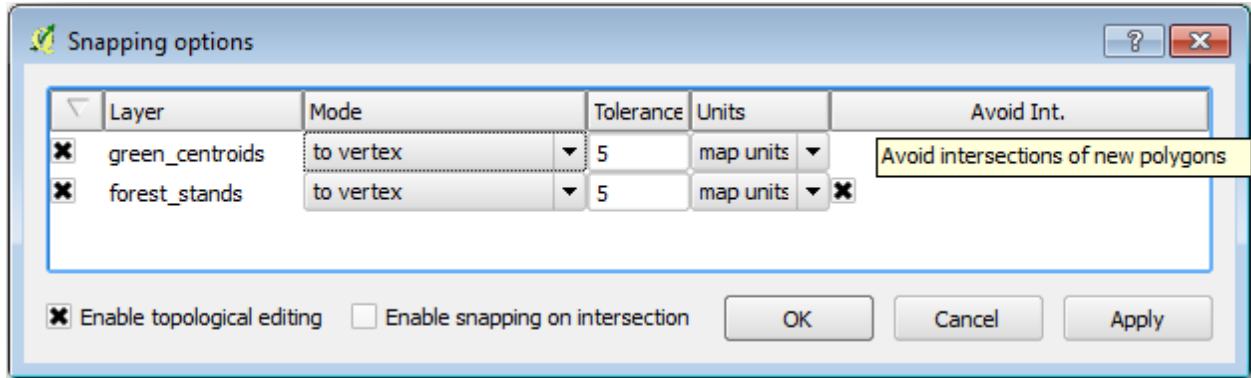 Snapping options
Layer Mode Tolerance Units Avoid Int.
green_centroids to vertex 5 map units Avoid intersections of new polygons
forest_stands to vertex 5 map units
Enable topological editing Enable snapping on intersection OK Cancel Apply